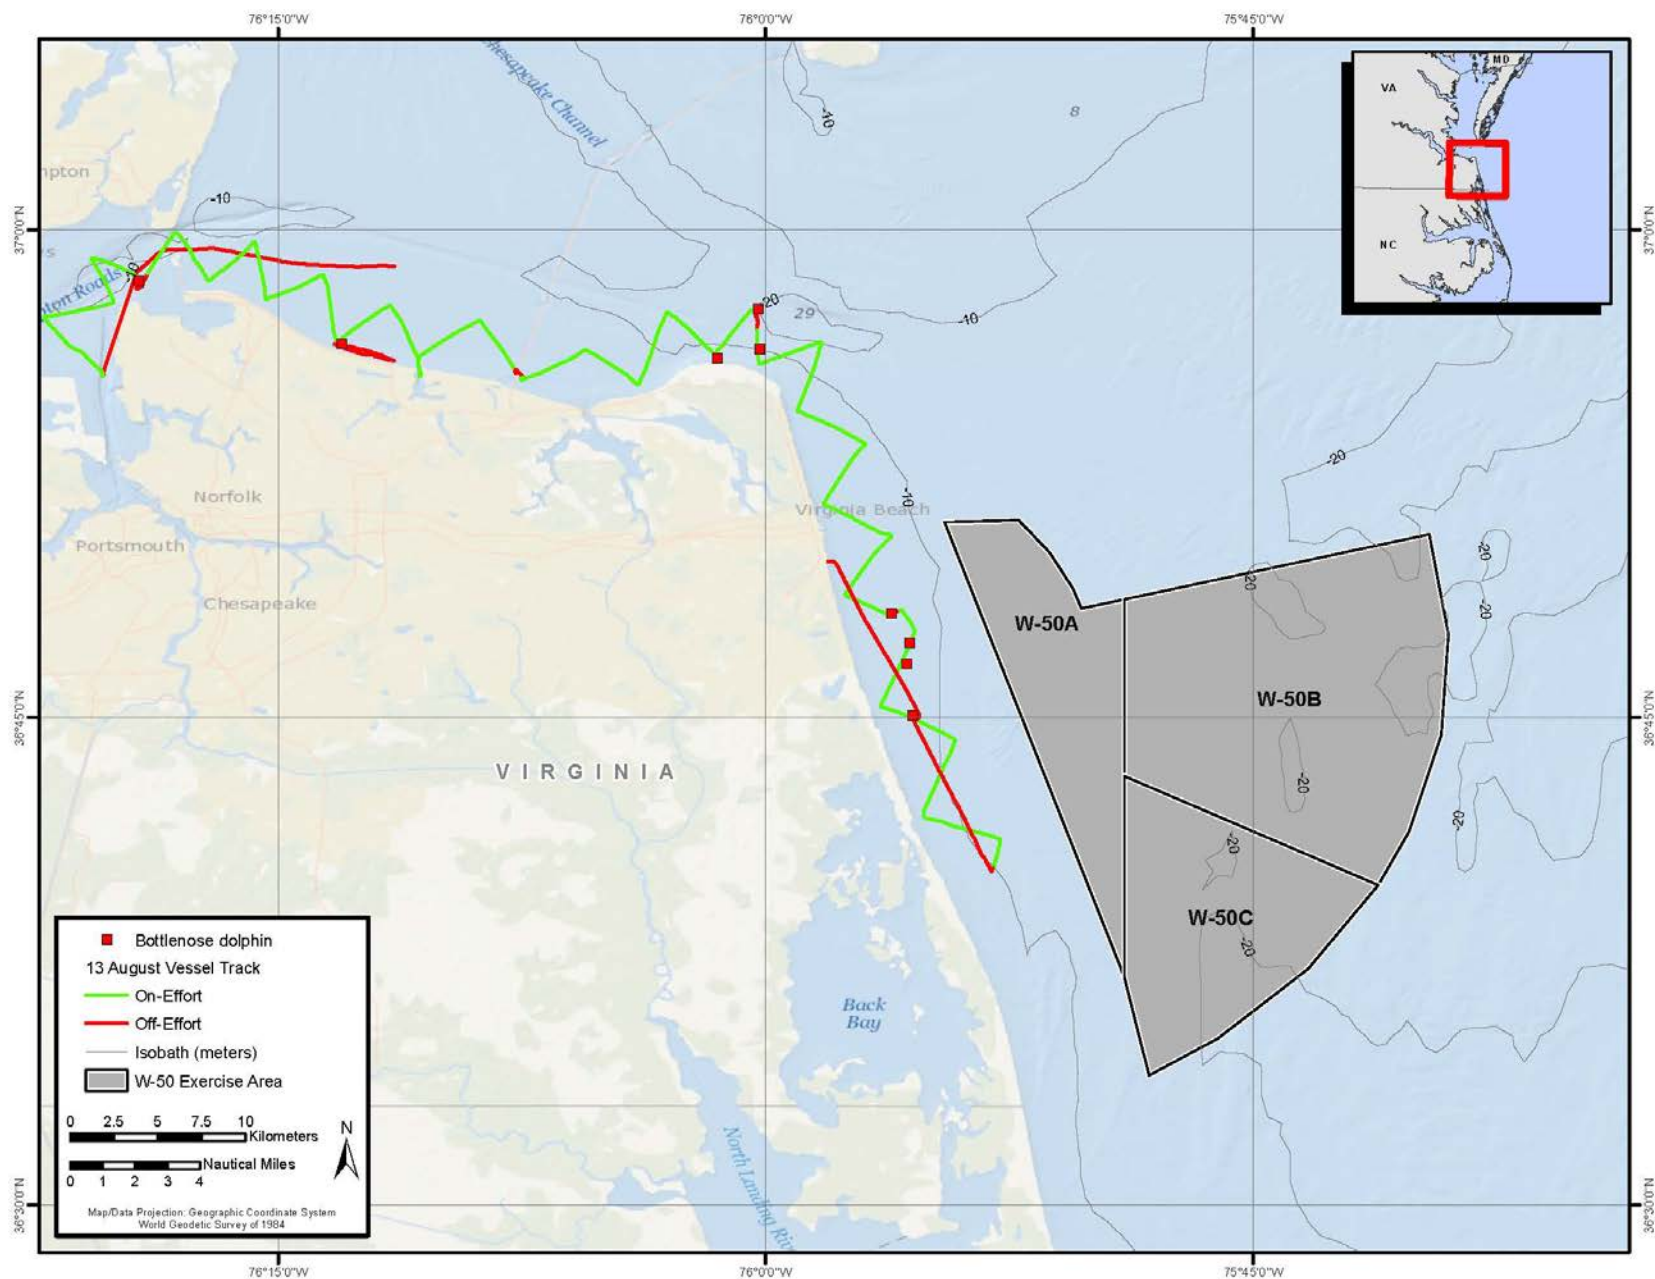 76°15'0"W
76°0'0"W
75°45'0"W
Chesapeake Channel
-10
8
MD
VA
NC
-10
37°0'0"N
37°0'0"N
-10
-20
29
-10
-20
-10
Virginia Beach
Norfolk
Portsmouth
-20
-20
Chesapeake
-20
W-50A
W-50B
36°45'0"N
36°45'0"N
VIRGINIA
-20
-20
-20
W-50C
-20
Back
Bay
Bottlenose dolphin
13 August Vessel Track
On-Effort
Off-Effort
Isobath (meters)
W-50 Exercise Area
0 2.5 5 7.5 10
Kilometers
N
Nautical Miles
0 1 2 3 4
Map/Data Projection: Geographic Coordinate System
World Geodetic Survey of 1984
North Landing Riv
36°30'0"N
36°30'0"N
76°15'0"W
76°0'0"W
75°45'0"W